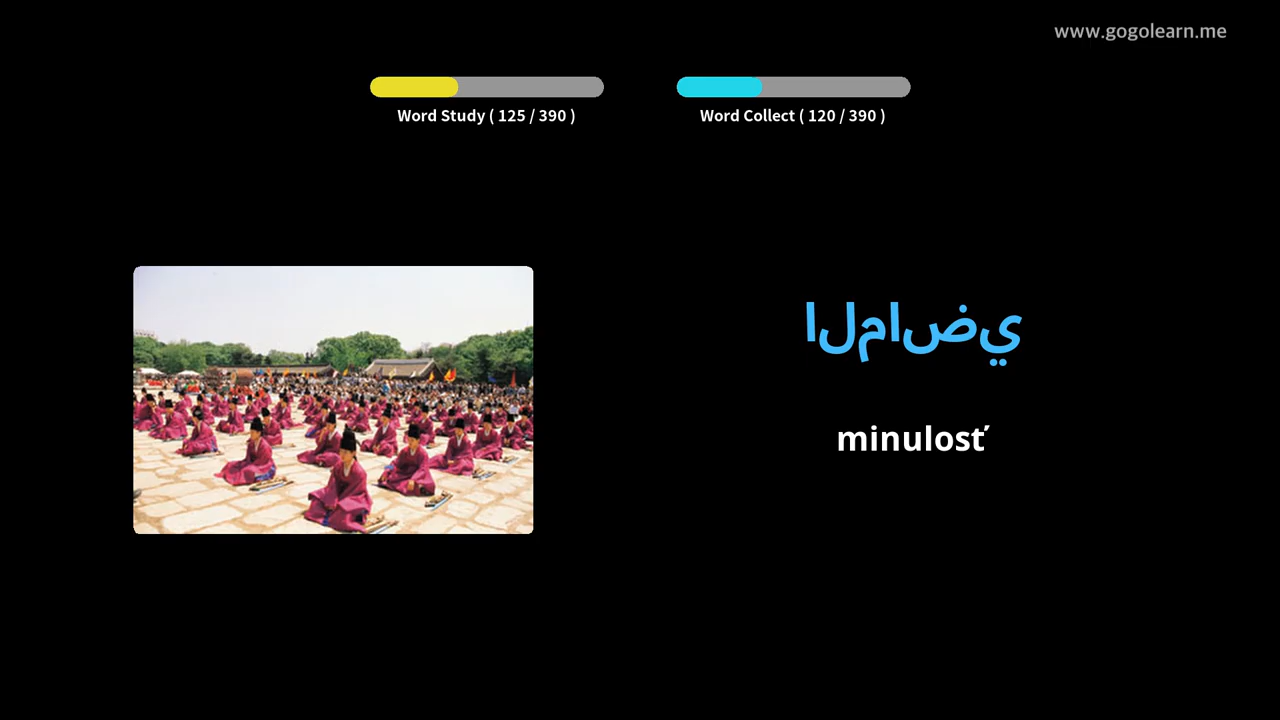 www.gogolearn.me
Word Study ( 125 / 390 )
Word Collect ( 120 / 390 )
الماضي
minulosť